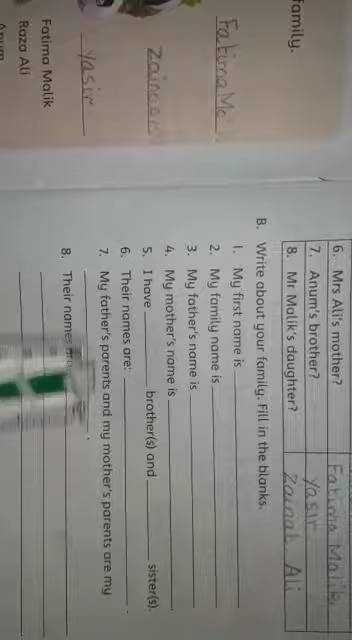 family.
Fatima Ma
Zainab
Yasir
Fatima Malik
Raza Ali
Anum
6. Mrs Ali's mother? Fatima Malik
7. Anum's brother? Yasir
8. Mr Malik's daughter? Zainab Ali
B. Write about your family. Fill in the blanks.
1. My first name is
2. My family name is
3. My father's name is
4. My mother's name is
5. I have brother(s) and sister(s).
6. Their names are: .
7. My father's parents and my mother's parents are my
.
8. Their names are